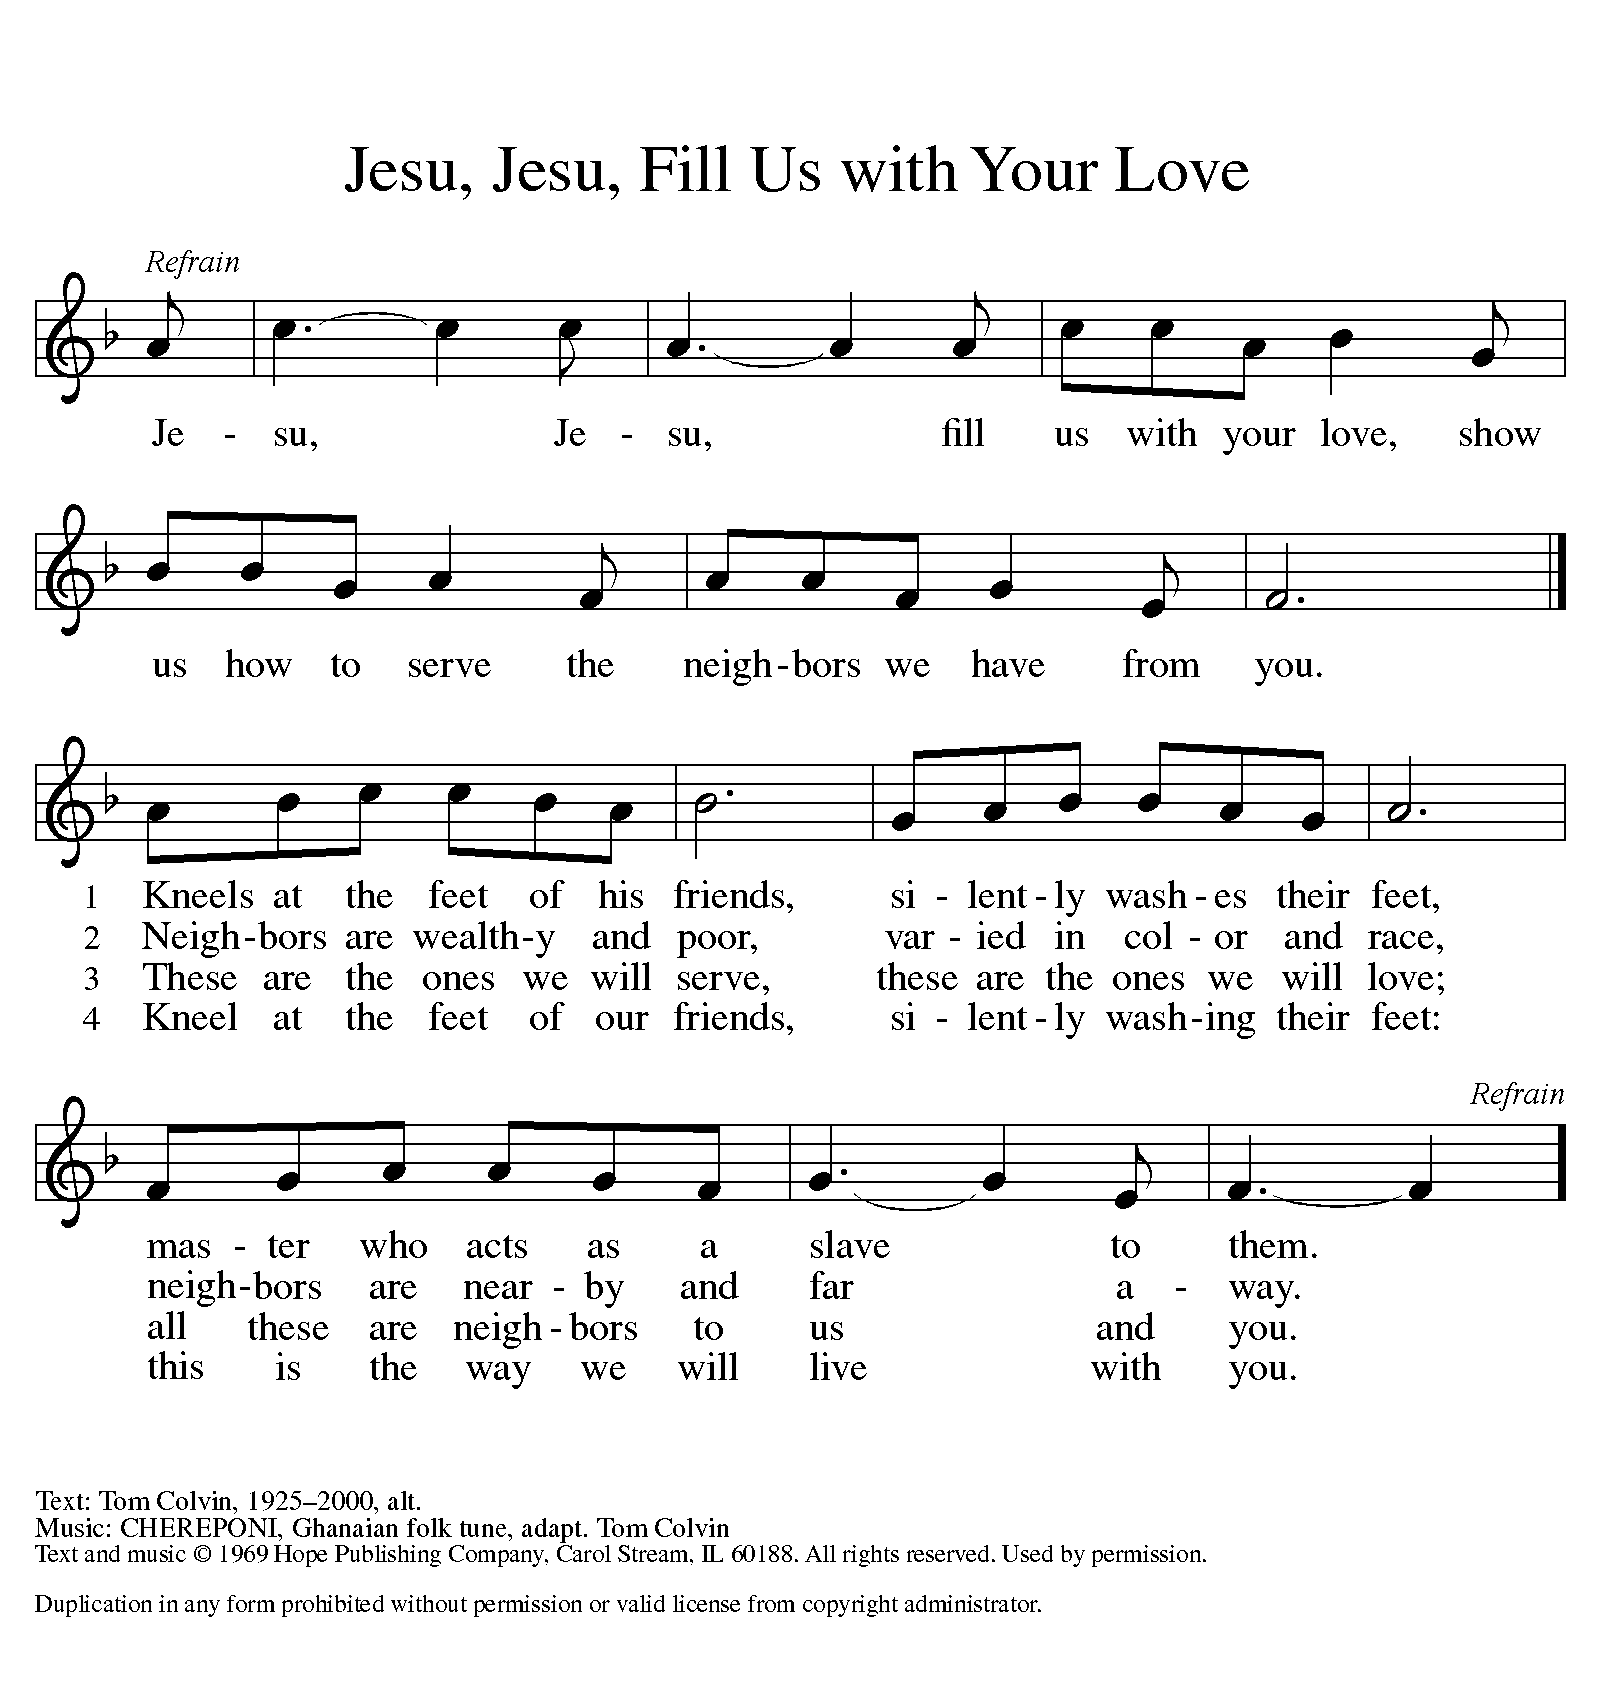 Jesu, Jesu, Fill Us with Your Love
Refrain
Je - su, Je - su, fill us with your love, show
us how to serve the neigh - bors we have from you.
1 Kneels at the feet of his friends, si - lent - ly wash - es their feet,
2 Neigh - bors are wealth - y and poor, var - ied in col - or and race,
3 These are the ones we will serve, these are the ones we will love;
4 Kneel at the feet of our friends, si - lent - ly wash - ing their feet:
Refrain
mas - ter who acts as a slave to them.
neigh - bors are near - by and far a - way.
all these are neigh - bors to us and you.
this is the way we will live with you.
Text: Tom Colvin, 1925–2000, alt.
Music: CHEREPONI, Ghanaian folk tune, adapt. Tom Colvin
Text and music © 1969 Hope Publishing Company, Carol Stream, IL 60188. All rights reserved. Used by permission.
Duplication in any form prohibited without permission or valid license from copyright administrator.